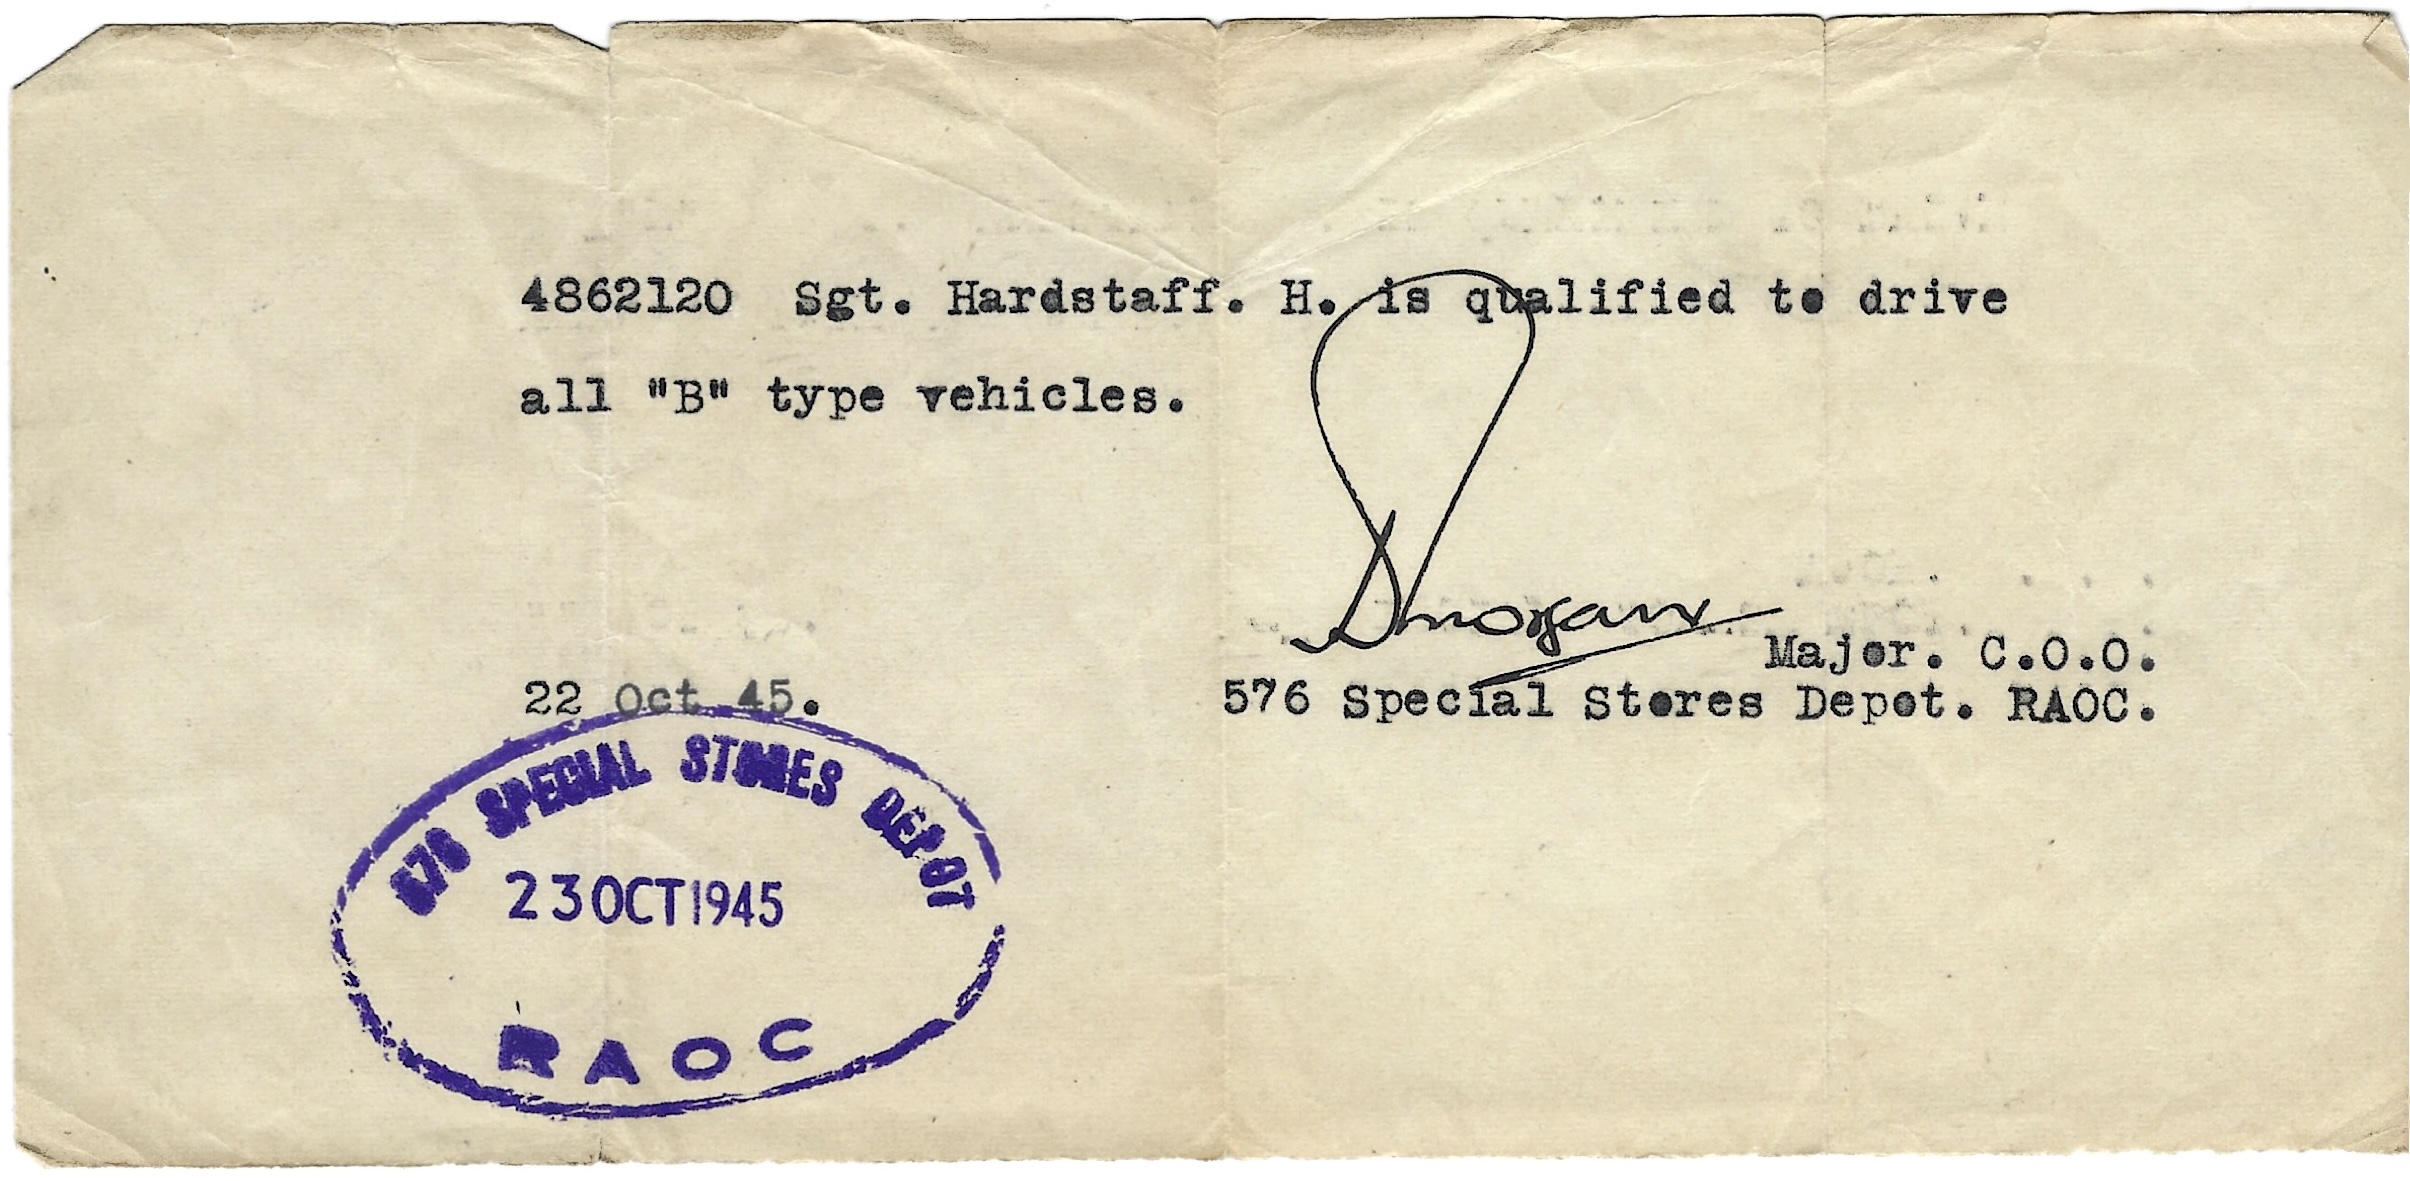 4862120 Sgt. Hardstaff. H. is qualified to drive
all "B" type vehicles.
Major. C.O.O.
22 Oct 45.
576 Special Stores Depot. RAOC.
576 SPECIAL STORES DEPOT
23 OCT 1945
RAOC